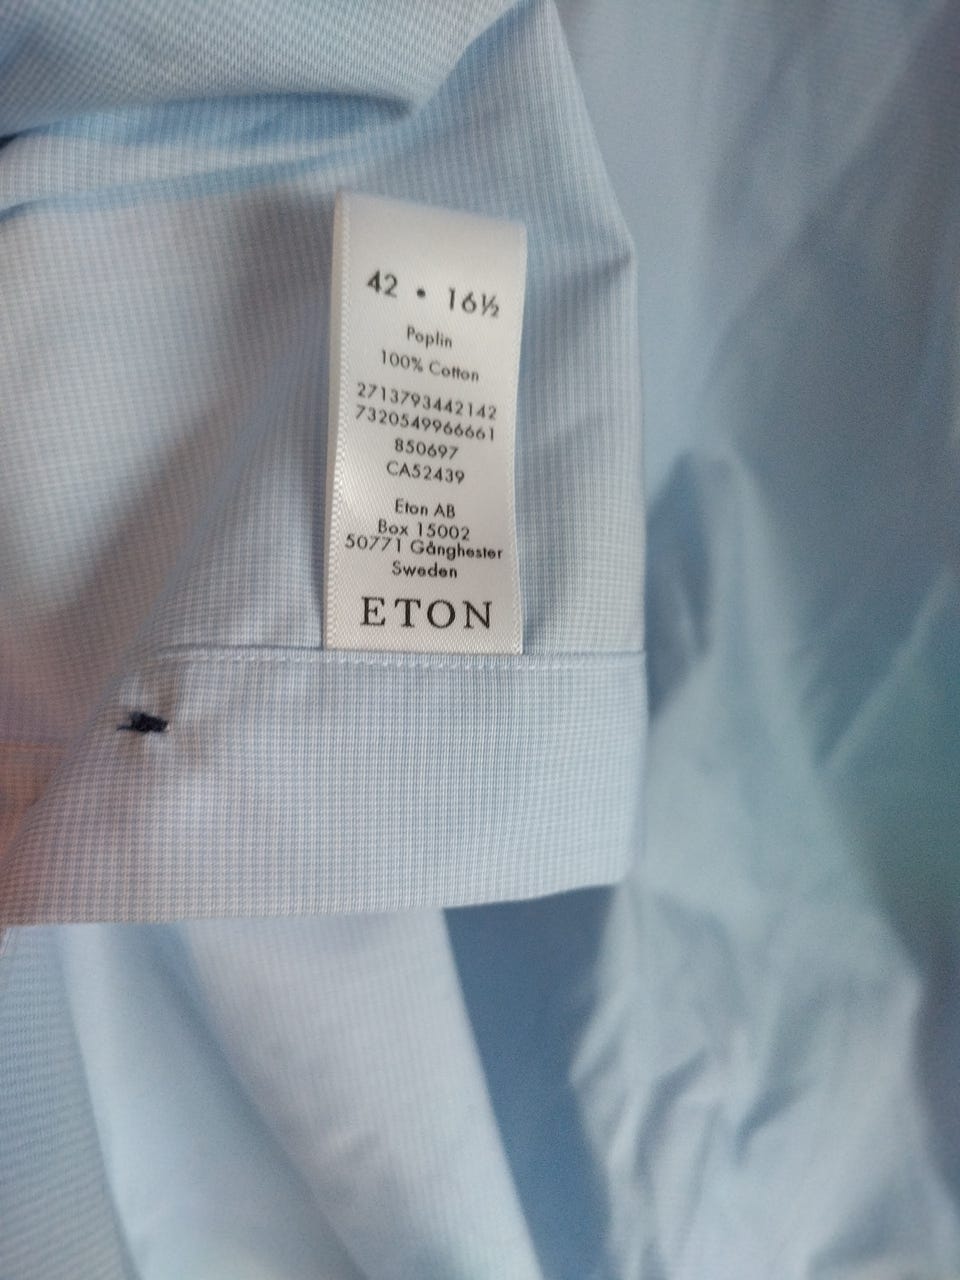 42 • 16½
Poplin
100% Cotton
2713793442142
7320549966661
850697
CA52439
Eton AB
Box 15002
50771 Gånghester
Sweden
ETON